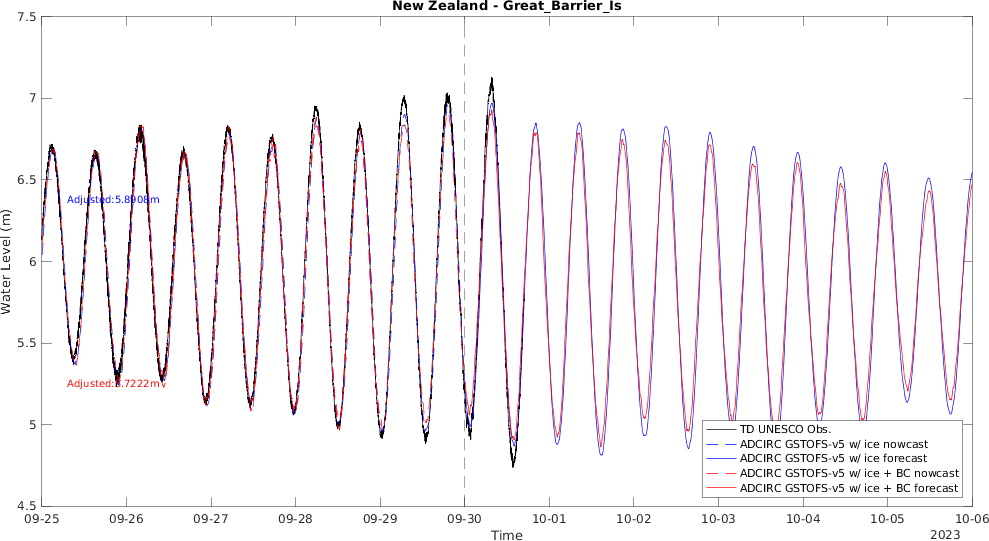 New Zealand - Great_Barrier_Is
7.5
7
6.5
6
5.5
5
4.5
Water Level (m)
Adjusted:5.8908m
Adjusted:5.7222m
TD UNESCO Obs.
ADCIRC GSTOFS-v5 w/ ice nowcast
ADCIRC GSTOFS-v5 w/ ice forecast
ADCIRC GSTOFS-v5 w/ ice + BC nowcast
ADCIRC GSTOFS-v5 w/ ice + BC forecast
09-25 09-26 09-27 09-28 09-29 09-30 10-01 10-02 10-03 10-04 10-05 10-06
Time
2023